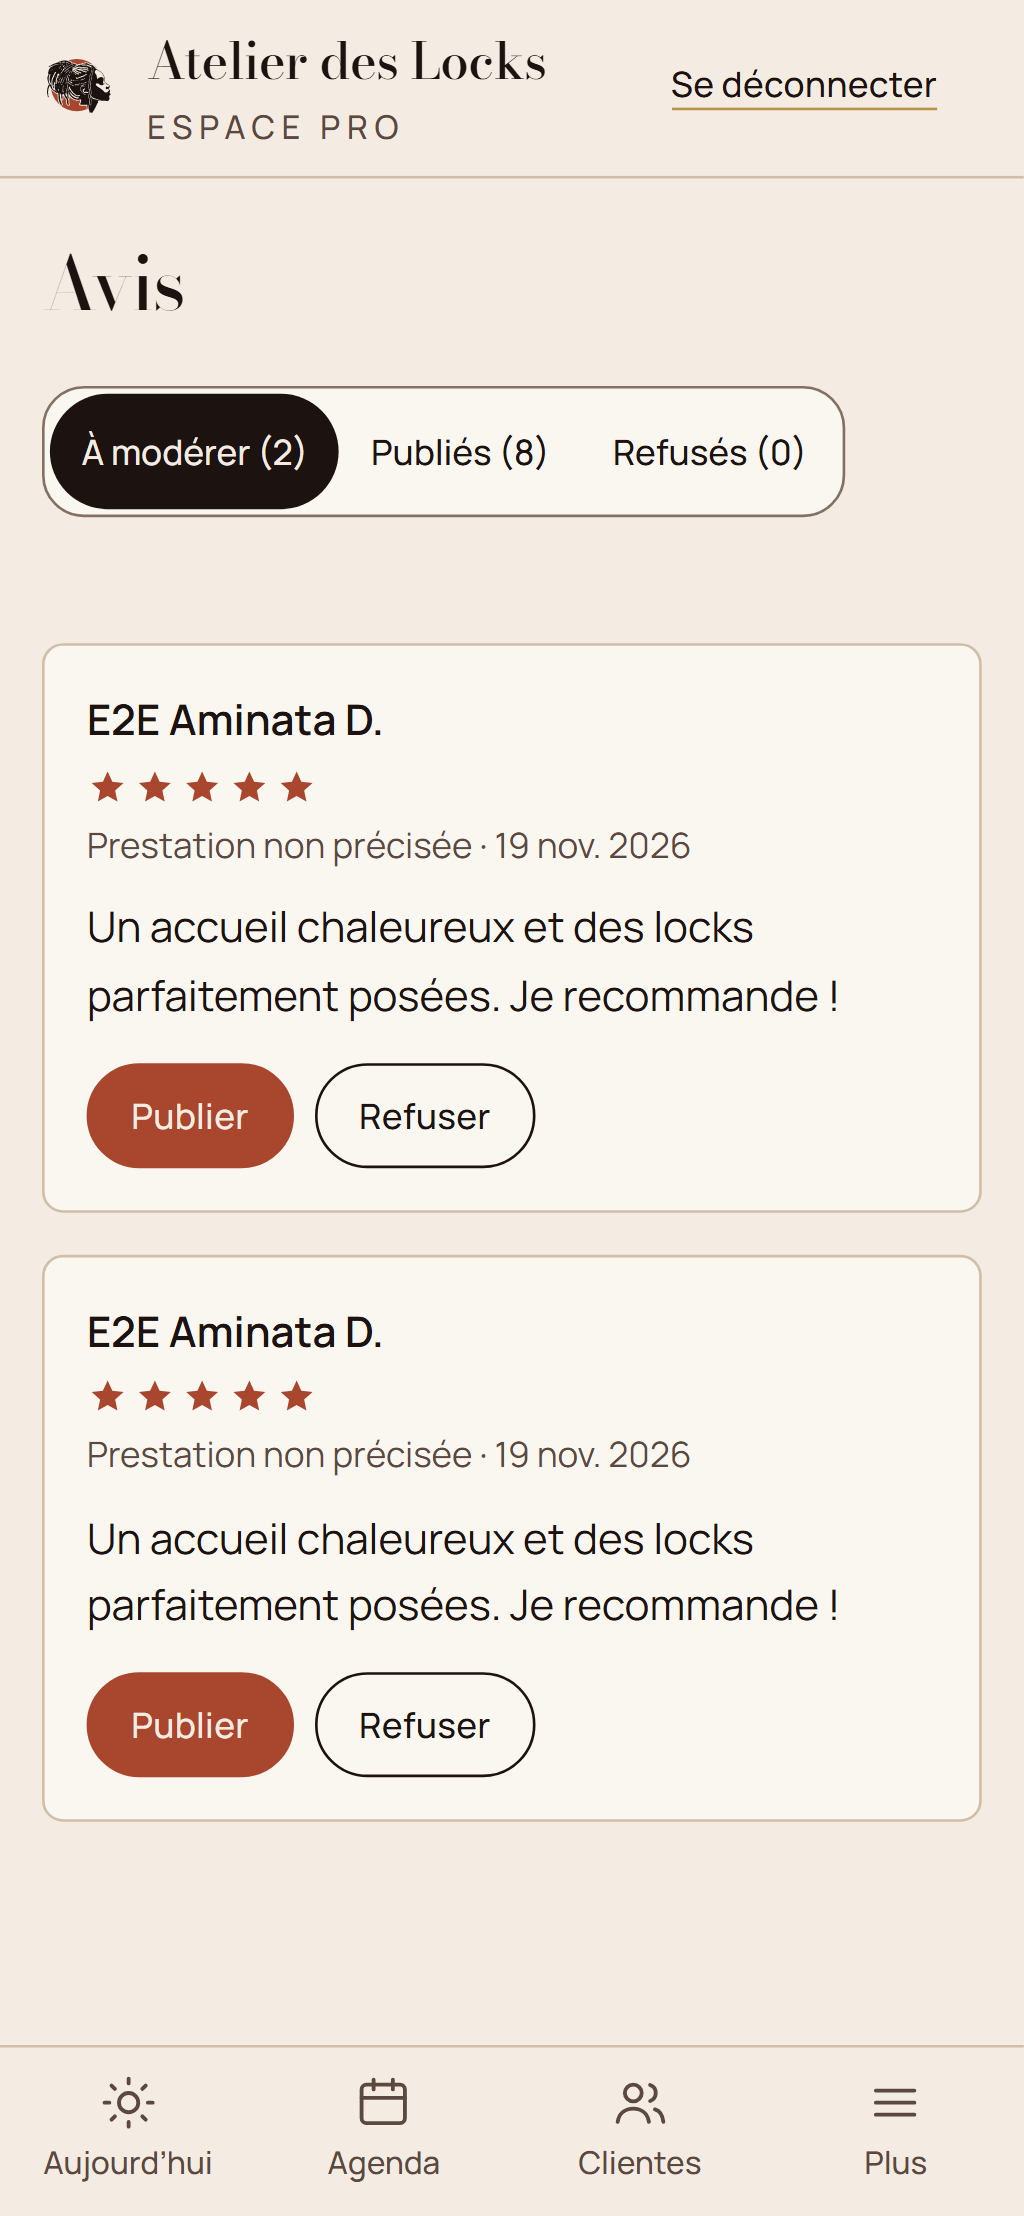 Atelier des Locks
ESPACE PRO
Se déconnecter
Avis
À modérer (2)
Publiés (8)
Refusés (0)
E2E Aminata D.
Prestation non précisée · 19 nov. 2026
Un accueil chaleureux et des locks
parfaitement posées. Je recommande !
Publier
Refuser
E2E Aminata D.
Prestation non précisée · 19 nov. 2026
Un accueil chaleureux et des locks
parfaitement posées. Je recommande !
Publier
Refuser
Aujourd’hui
Agenda
Clientes
Plus